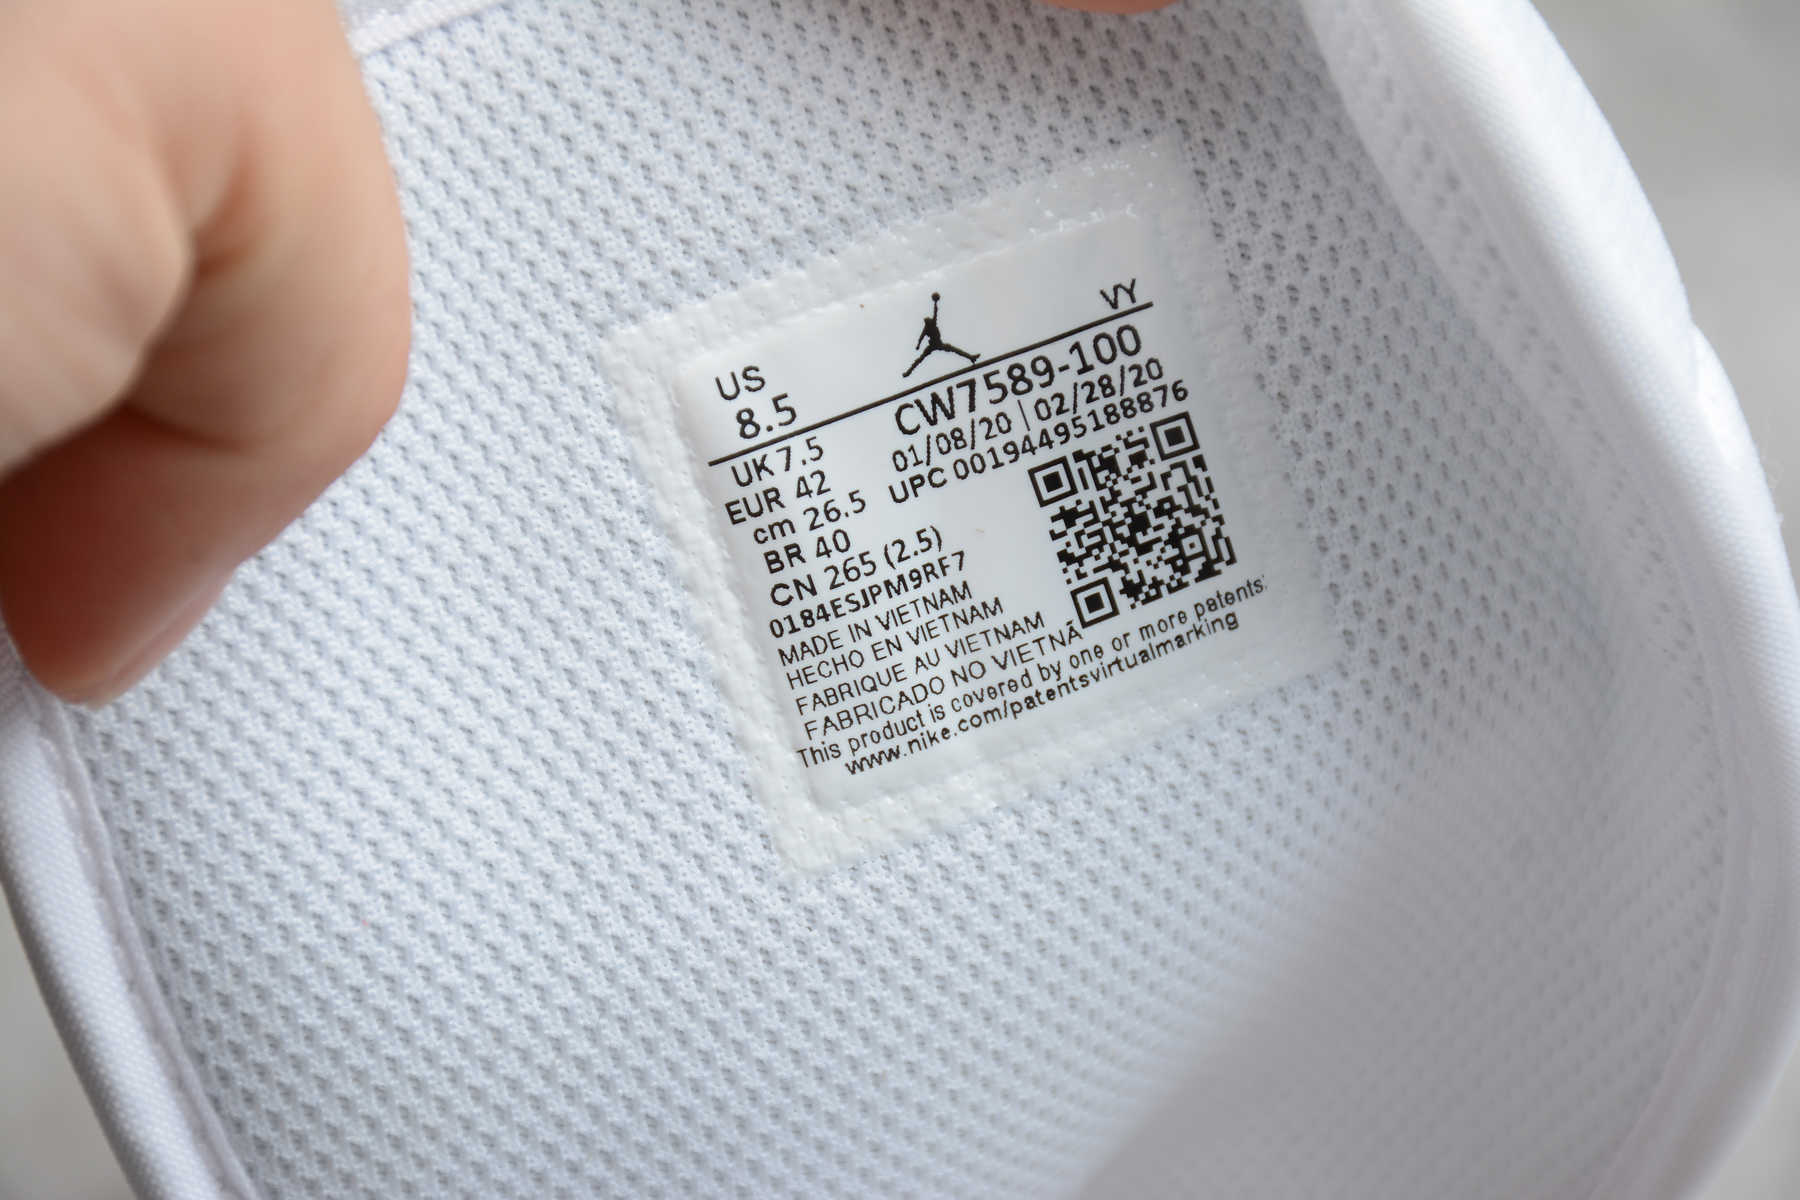 US
8.5
VY
UK 7.5
EUR 42
cm 26.5
BR 40
CN 265 (2.5)
CW7589-100
01/08/20 | 02/28/20
UPC 00194495188876
0184ESJPM9RF7
MADE IN VIETNAM
HECHO EN VIETNAM
FABRIQUE AU VIETNAM
FABRICADO NO VIETNÃ
This product is covered by one or more patents:
www.nike.com/patentsvirtualmarking